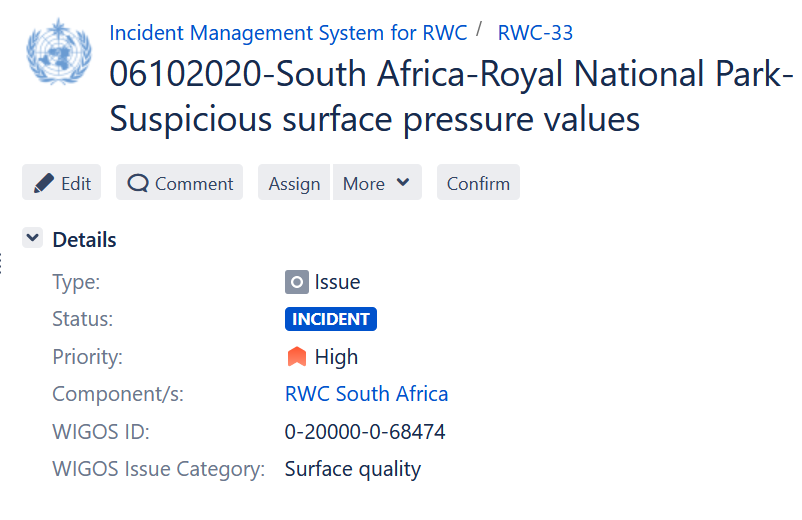 Incident Management System for RWC / RWC-33
06102020-South Africa-Royal National Park-
Suspicious surface pressure values
Edit Comment Assign More Confirm
Details
Type: Issue
Status: INCIDENT
Priority: High
Component/s: RWC South Africa
WIGOS ID: 0-20000-0-68474
WIGOS Issue Category: Surface quality